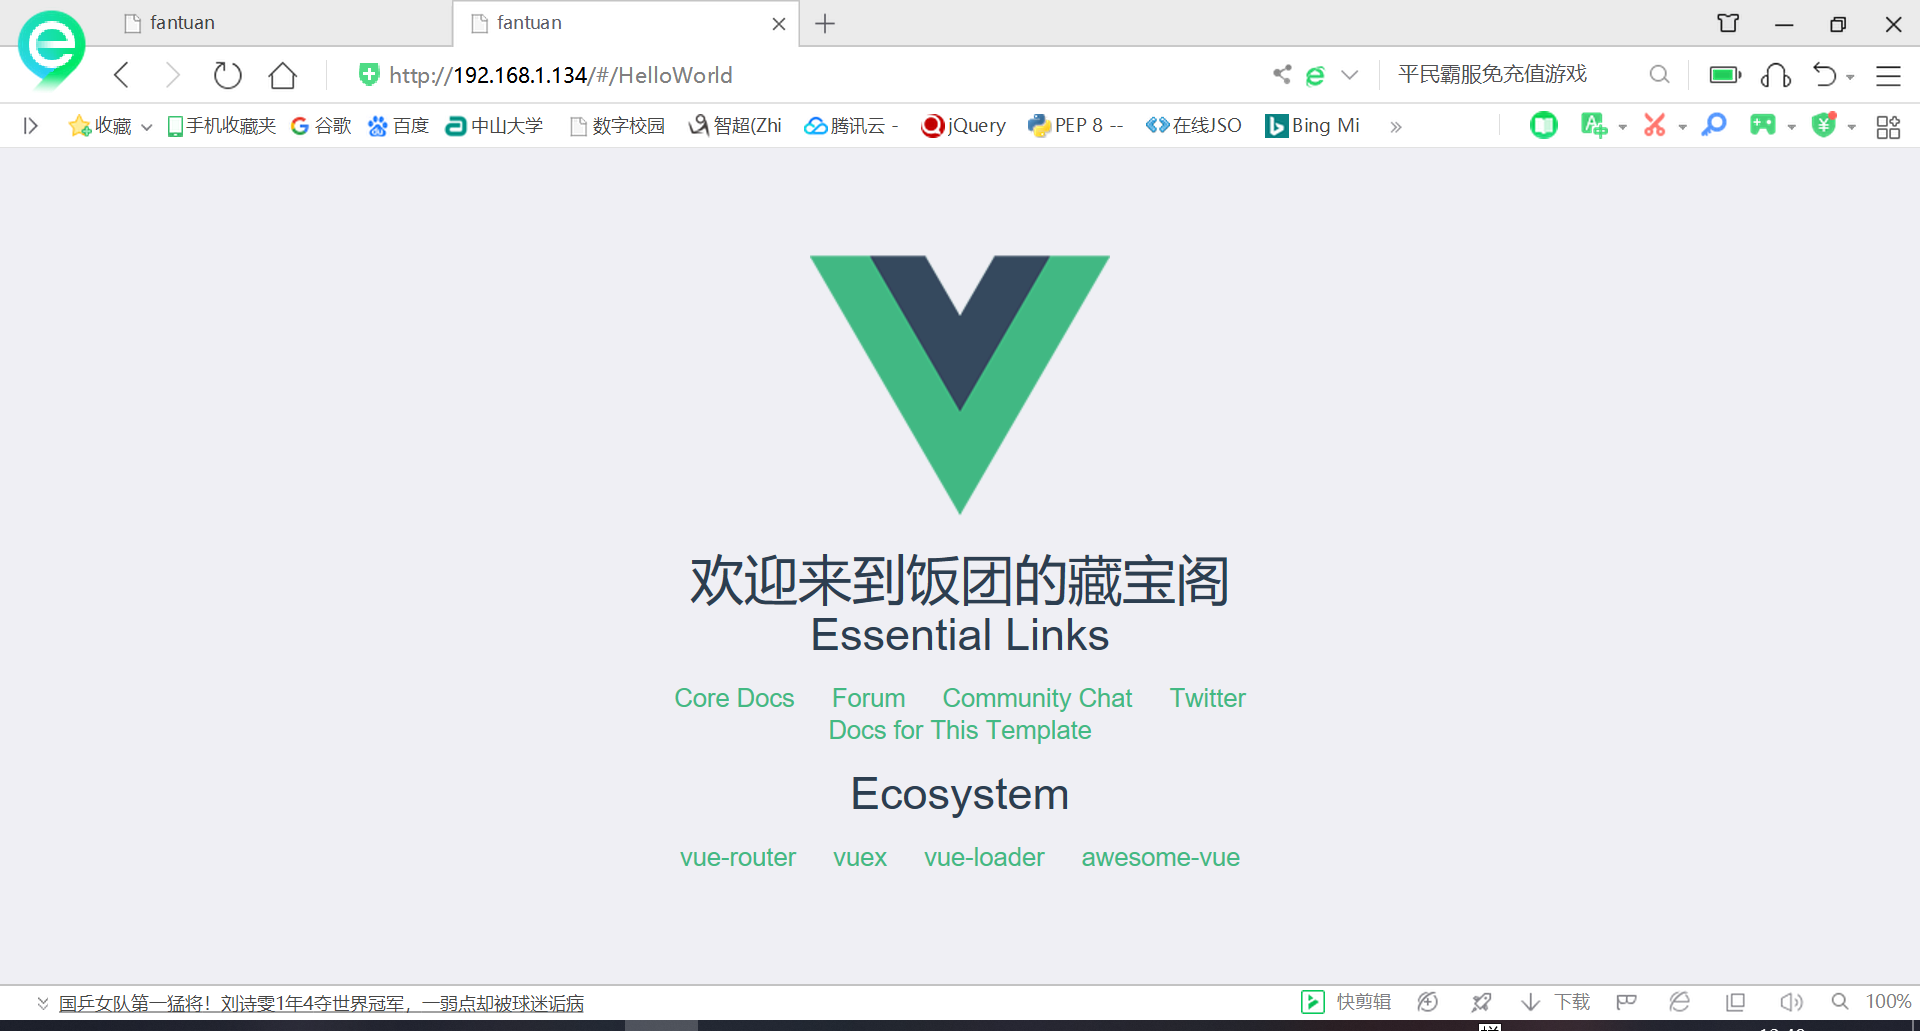 fantuan
fantuan
http://192.168.1.134/#/HelloWorld
平民霸服免充值游戏
收藏 手机收藏夹 谷歌 百度 中山大学 数字校园 智超(Zhi 腾讯云 - jQuery PEP 8 -- 在线JSO Bing Mi »
欢迎来到饭团的藏宝阁
Essential Links
Core Docs Forum Community Chat Twitter
Docs for This Template
Ecosystem
vue-router vuex vue-loader awesome-vue
国乒女队第一猛将！刘诗雯1年4夺世界冠军，一弱点却被球迷诟病
快剪辑 下载 100%